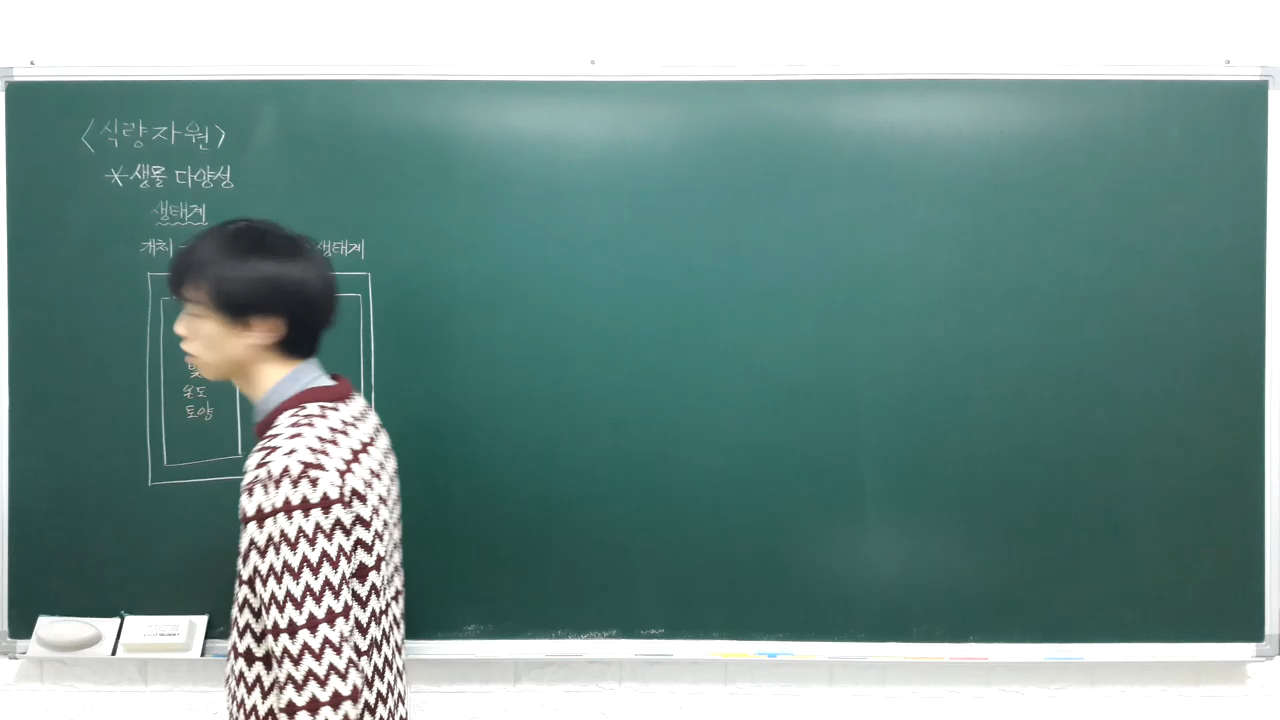 <식량자원>
*생물 다양성
생태계
개체 생태계
빛
온도
토양